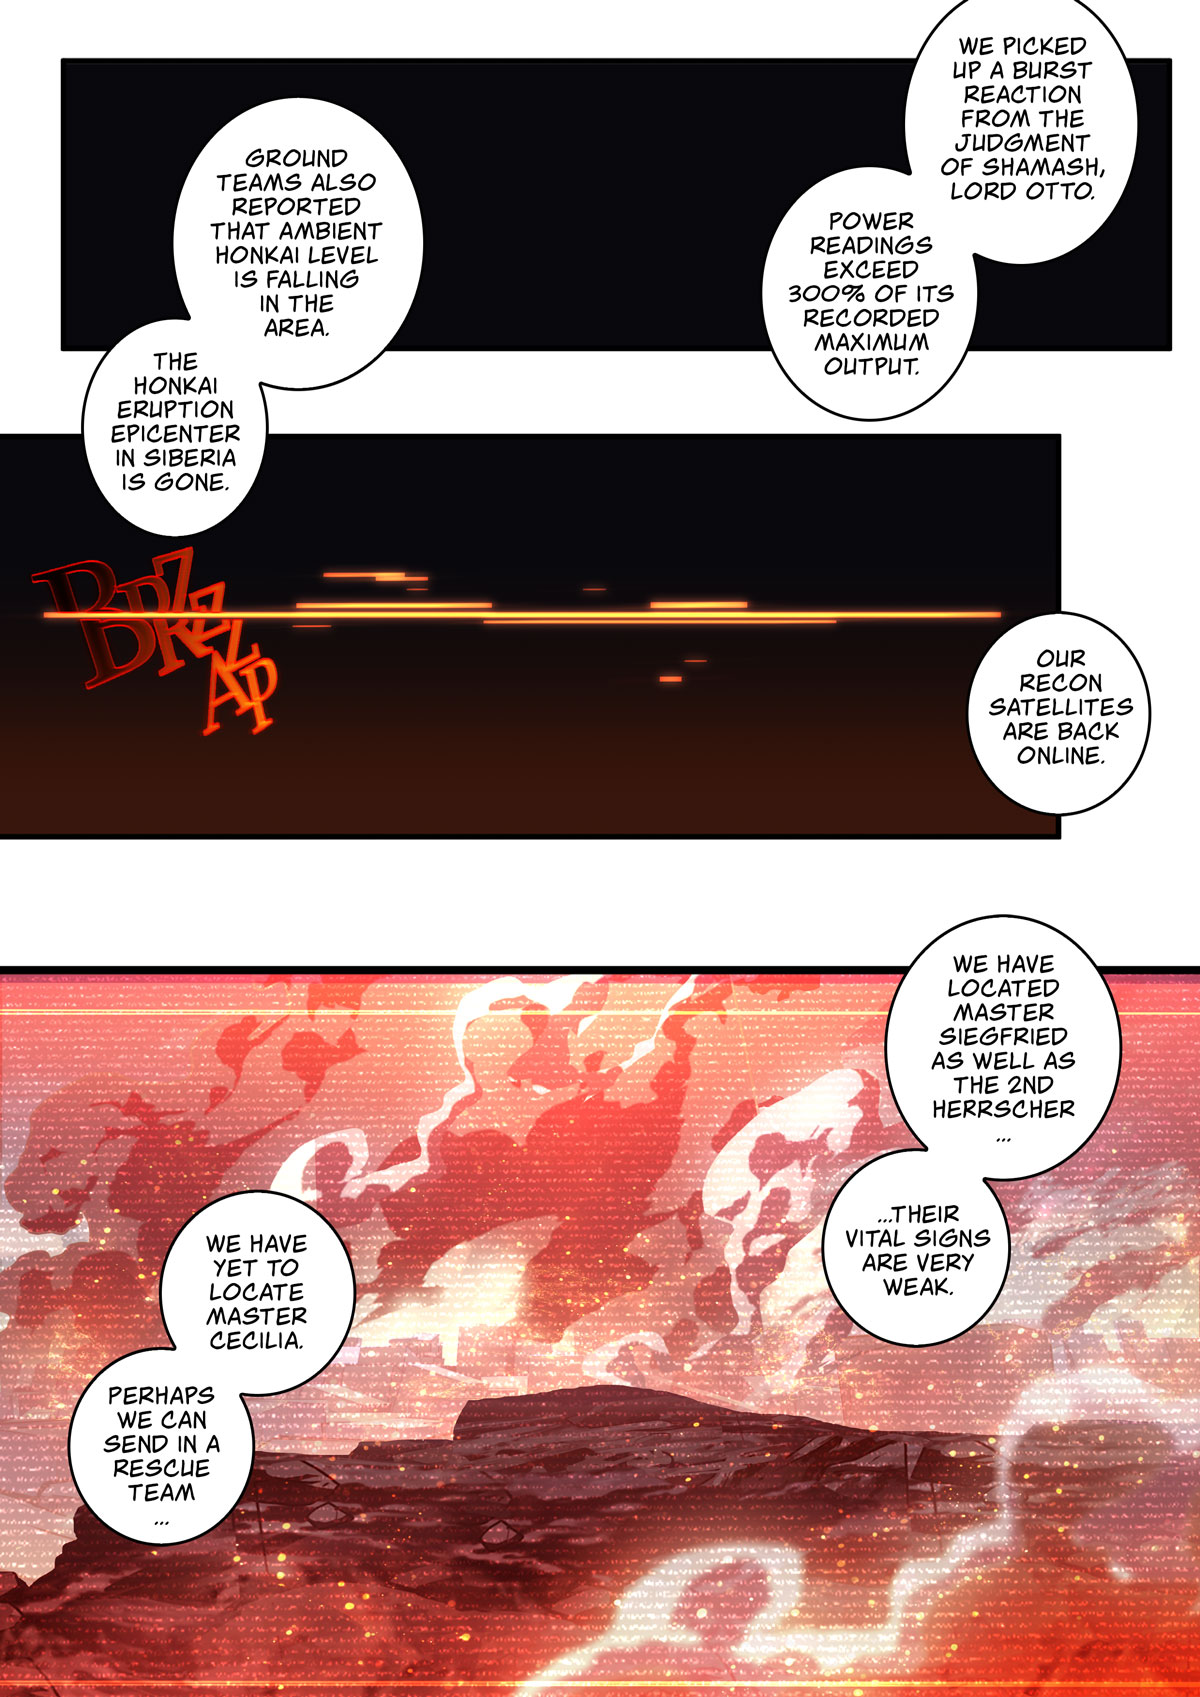 WE PICKED
UP A BURST
REACTION
FROM THE
JUDGMENT
OF SHAMASH,
LORD OTTO.
POWER
READINGS
EXCEED
300% OF ITS
RECORDED
MAXIMUM
OUTPUT.
GROUND
TEAMS ALSO
REPORTED
THAT AMBIENT
HONKAI LEVEL
IS FALLING
IN THE
AREA.
THE
HONKAI
ERUPTION
EPICENTER
IN SIBERIA
IS GONE.
BRZZZAP
OUR
RECON
SATELLITES
ARE BACK
ONLINE.
WE HAVE
LOCATED
MASTER
SIEGFRIED
AS WELL AS
THE 2ND
HERRSCHER
...
...THEIR
VITAL SIGNS
ARE VERY
WEAK.
WE HAVE
YET TO
LOCATE
MASTER
CECILIA.
PERHAPS
WE CAN
SEND IN A
RESCUE
TEAM
...